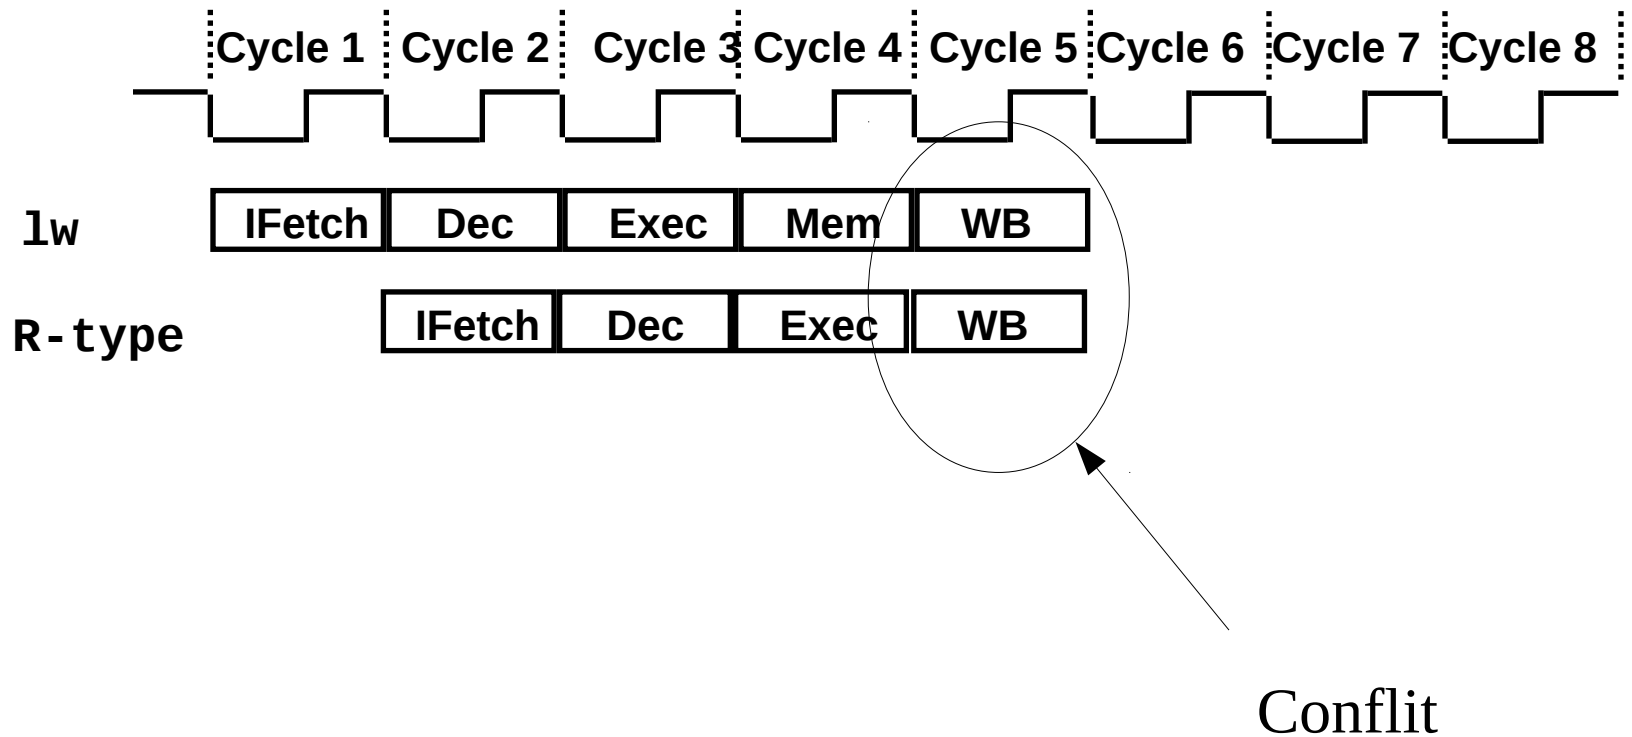 Cycle 1 Cycle 2 Cycle 3 Cycle 4 Cycle 5 Cycle 6 Cycle 7 Cycle 8
lw IFetch Dec Exec Mem WB
R-type IFetch Dec Exec WB
Conflit